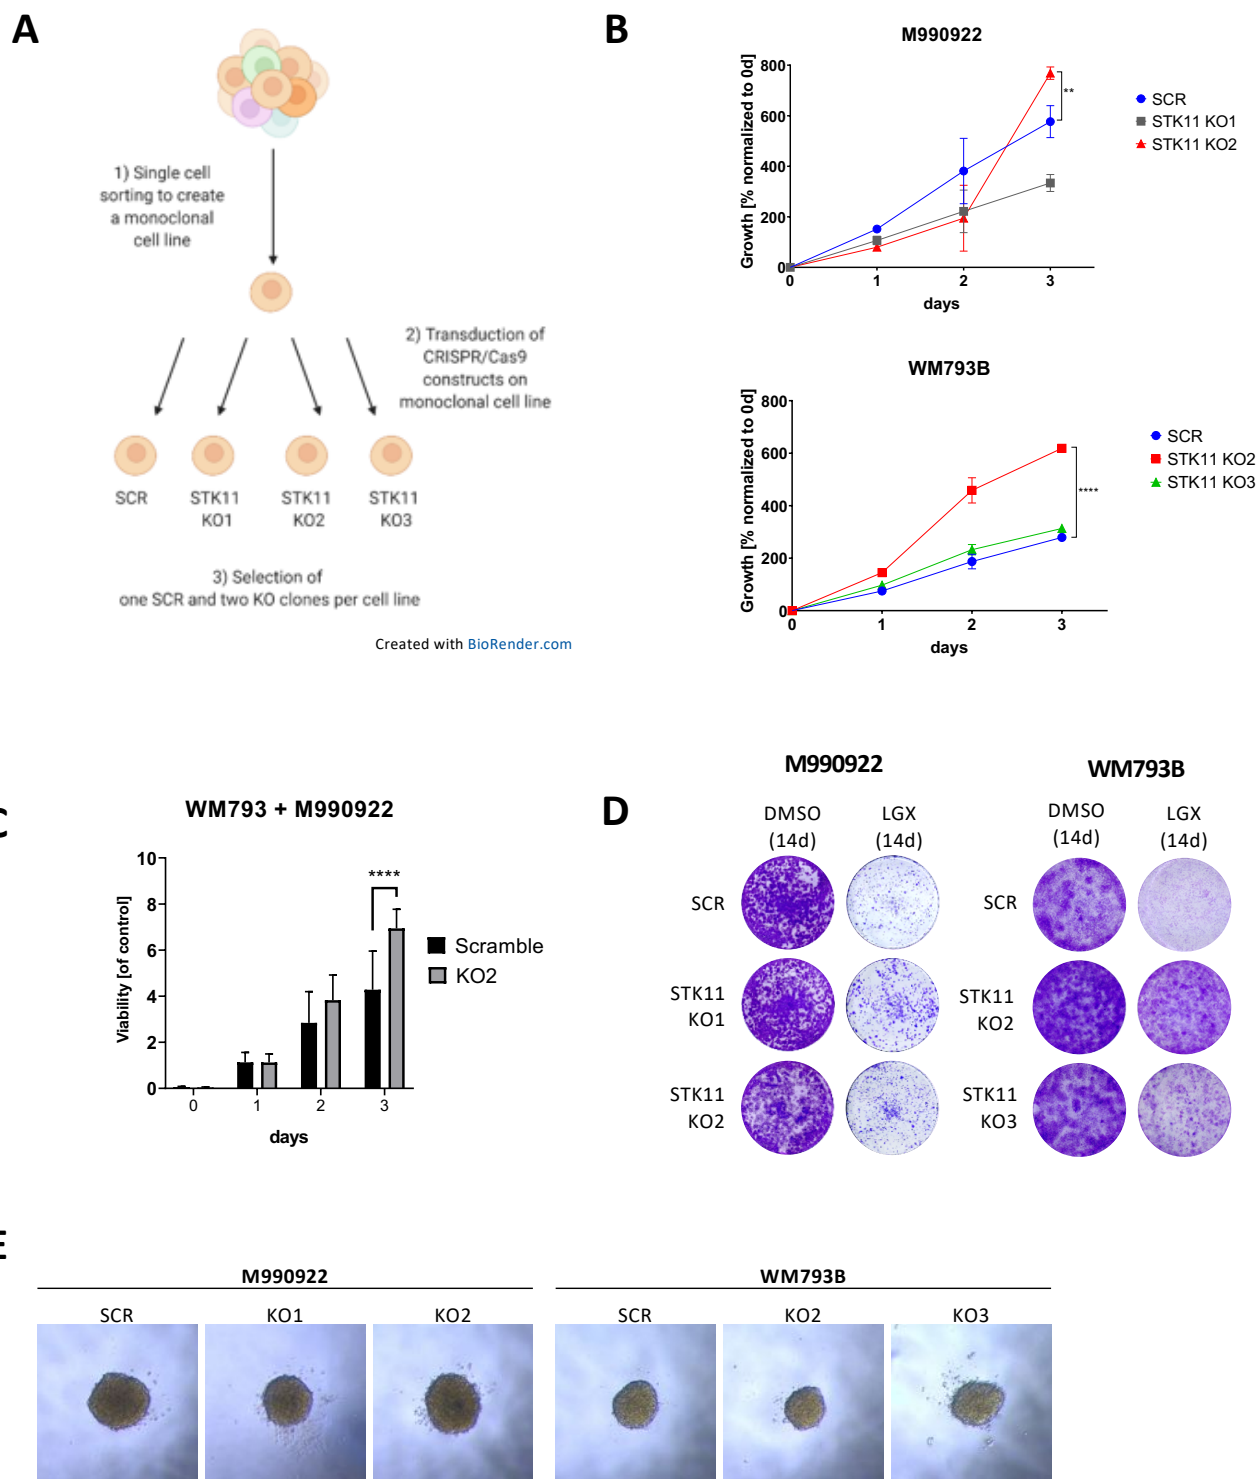 A
1) Single cell
sorting to create
a monoclonal
cell line
2) Transduction of
CRISPR/Cas9
constructs on
monoclonal cell line
SCR
STK11
KO1
STK11
KO2
STK11
KO3
3) Selection of
one SCR and two KO clones per cell line
Created with BioRender.com
B
M990922
Growth [% normalized to 0d]
800
600
400
200
0
0 1 2 3
days
**
SCR
STK11 KO1
STK11 KO2
WM793B
Growth [% normalized to 0d]
800
600
400
200
0
0 1 2 3
days
****
SCR
STK11 KO2
STK11 KO3
C
WM793 + M990922
Viability [of control]
10
8
6
4
2
0
0 1 2 3
days
****
Scramble
KO2
D
M990922
DMSO
(14d)
LGX
(14d)
SCR
STK11
KO1
STK11
KO2
WM793B
DMSO
(14d)
LGX
(14d)
SCR
STK11
KO2
STK11
KO3
E
M990922
SCR KO1 KO2
WM793B
SCR KO2 KO3